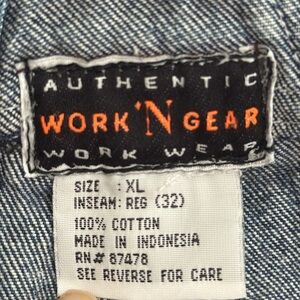 AUTHENTIC
WORK 'N GEAR
WORK WEAR
SIZE : XL
INSEAM: REG (32)
100% COTTON
MADE IN INDONESIA
RN# 87478
SEE REVERSE FOR CARE